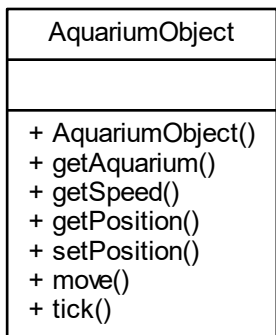 AquariumObject
+ AquariumObject()
+ getAquarium()
+ getSpeed()
+ getPosition()
+ setPosition()
+ move()
+ tick()